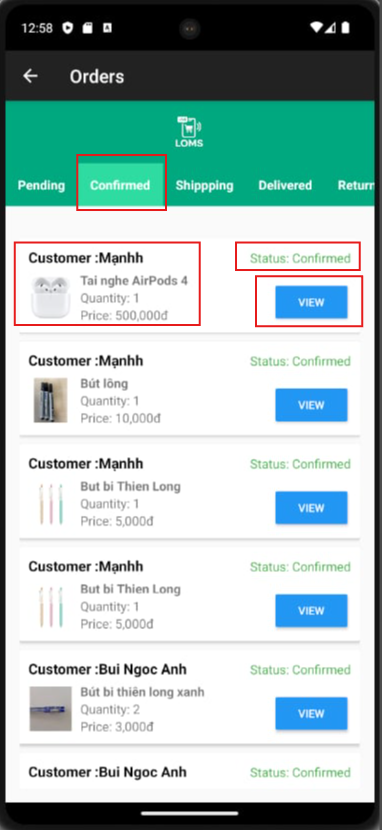 12:58
Orders
LOMS
Pending Confirmed Shippping Delivered Return
Customer :Mạnhh Status: Confirmed
Tai nghe AirPods 4
Quantity: 1
Price: 500,000đ
VIEW
Customer :Mạnhh Status: Confirmed
Bút lông
Quantity: 1
Price: 10,000đ
VIEW
Customer :Mạnhh Status: Confirmed
But bi Thien Long
Quantity: 1
Price: 5,000đ
VIEW
Customer :Mạnhh Status: Confirmed
But bi Thien Long
Quantity: 1
Price: 5,000đ
VIEW
Customer :Bui Ngoc Anh Status: Confirmed
Bút bi thiên long xanh
Quantity: 2
Price: 3,000đ
VIEW
Customer :Bui Ngoc Anh Status: Confirmed